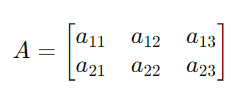 A = [ a₁₁ a₁₂ a₁₃
a₂₁ a₂₂ a₂₃ ]